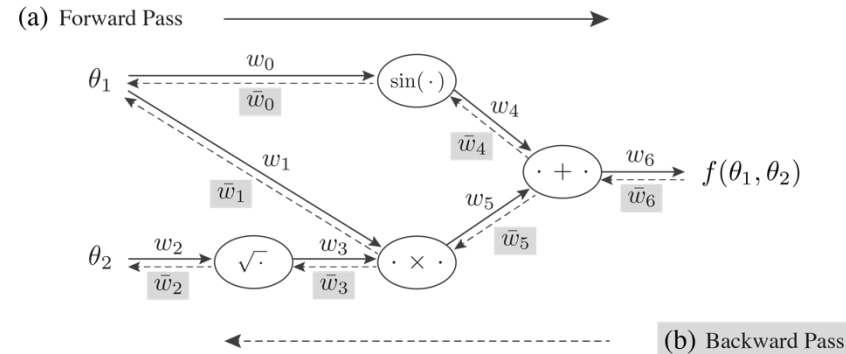 (a) Forward Pass
w₀
θ₁ sin( · )
w̄₀ w₄
w₁ w̄₄
w̄₁ · + · w₆ f(θ₁, θ₂)
w₅ w̄₆
w₂ w₃ w̄₅
θ₂ √· · × ·
w̄₂ w̄₃
(b) Backward Pass